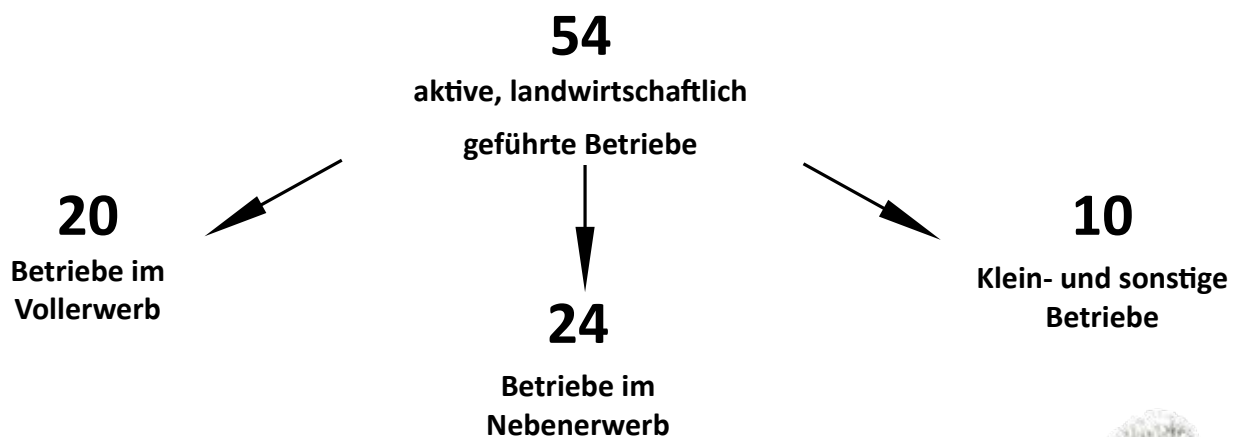 54
aktive, landwirtschaftlich
geführte Betriebe
20
Betriebe im
Vollerwerb
24
Betriebe im
Nebenerwerb
10
Klein- und sonstige
Betriebe